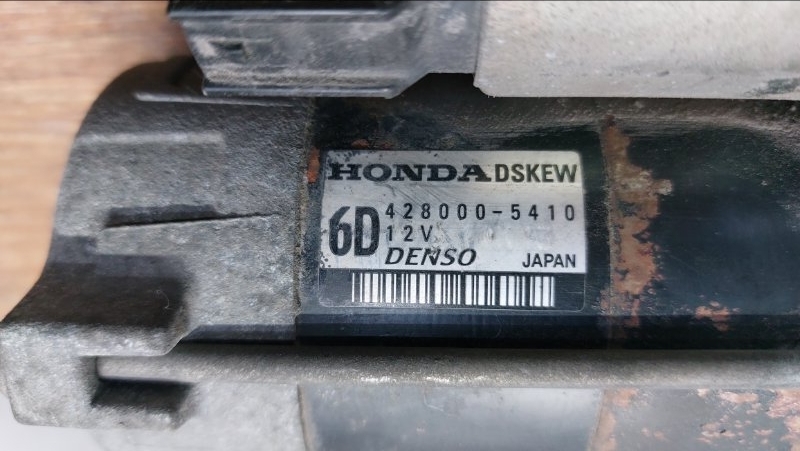 HONDA DSKEW
6D 428000-5410
12V
DENSO JAPAN